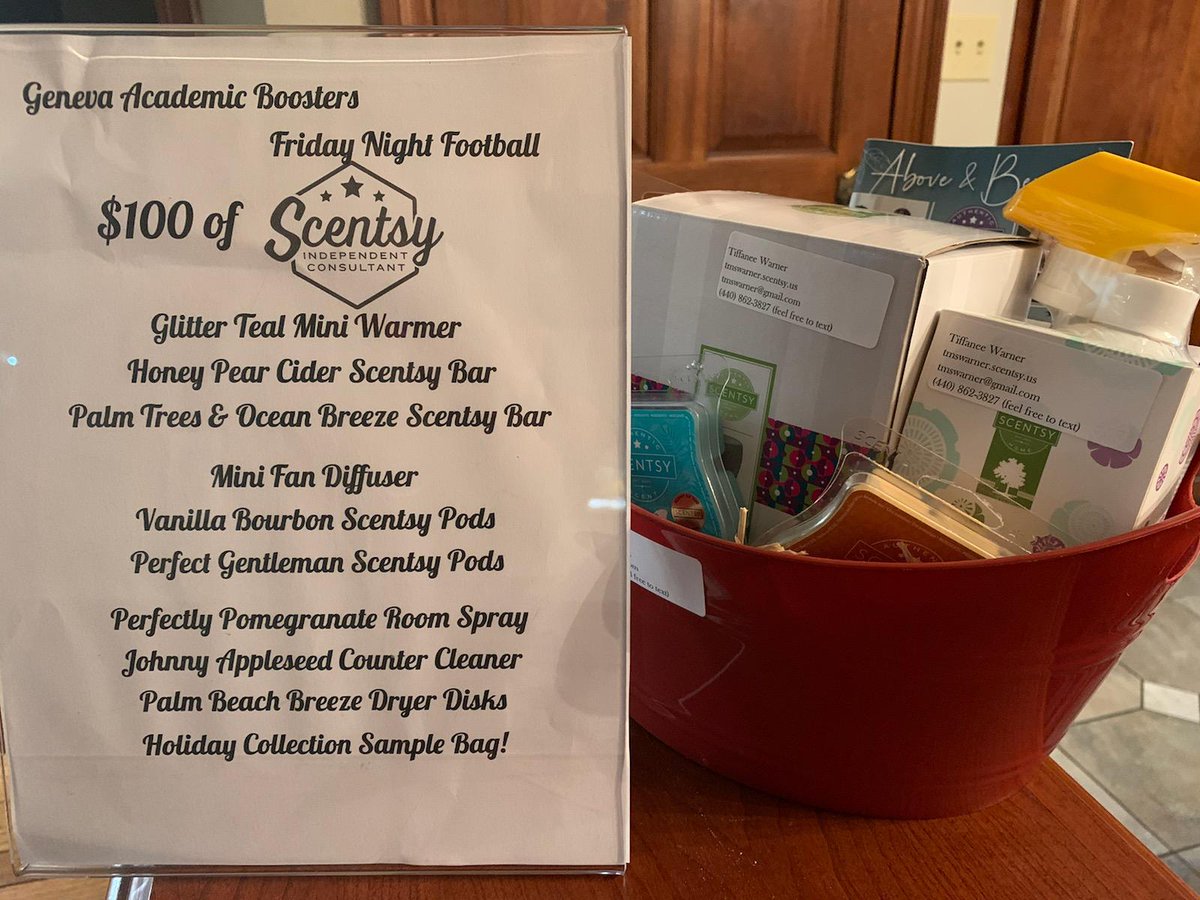 Geneva Academic Boosters
Friday Night Football
$100 of
Scentsy
INDEPENDENT
CONSULTANT
Glitter Teal Mini Warmer
Honey Pear Cider Scentsy Bar
Palm Trees & Ocean Breeze Scentsy Bar
Mini Fan Diffuser
Vanilla Bourbon Scentsy Pods
Perfect Gentleman Scentsy Pods
Perfectly Pomegranate Room Spray
Johnny Appleseed Counter Cleaner
Palm Beach Breeze Dryer Disks
Holiday Collection Sample Bag!
Above & Be
Tiffanee Warner
tmswarner.scentsy.us
tmswarner@gmail.com
(440) 862-3827 (feel free to text)
Tiffanee Warner
tmswarner.scentsy.us
tmswarner@gmail.com
(440) 862-3827 (feel free to text)
SCENTSY
SCENTSY
SCENTSY
free to text)